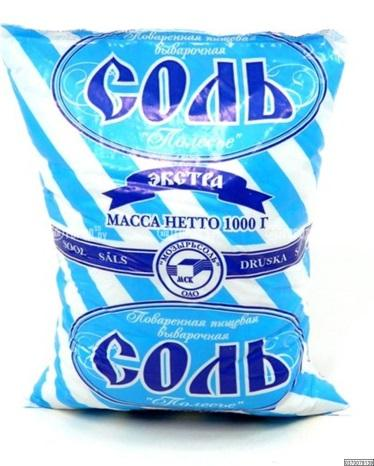 Поваренная пищевая
выварочная
СОЛЬ
"Полесье"
ЭКСТРА
МАССА НЕТТО 1000 Г
SOOL SĀLS
МОЗЫРЬСОЛЬ
МСК
ОАО
DRUSKA
Поваренная пищевая
выварочная
СОЛЬ
"Полесье"
0370078139